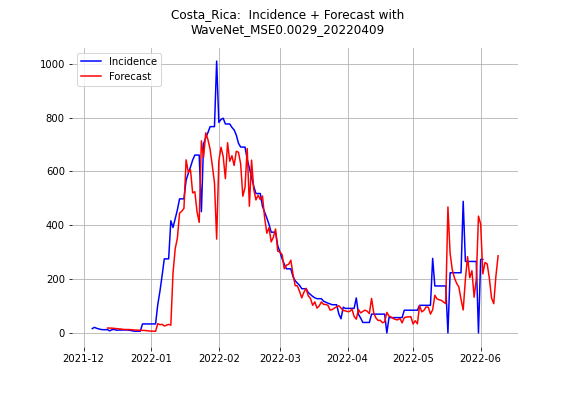 Costa_Rica:  Incidence + Forecast with
WaveNet_MSE0.0029_20220409
Incidence
Forecast
1000
800
600
400
200
0
2021-12 2022-01 2022-02 2022-03 2022-04 2022-05 2022-06